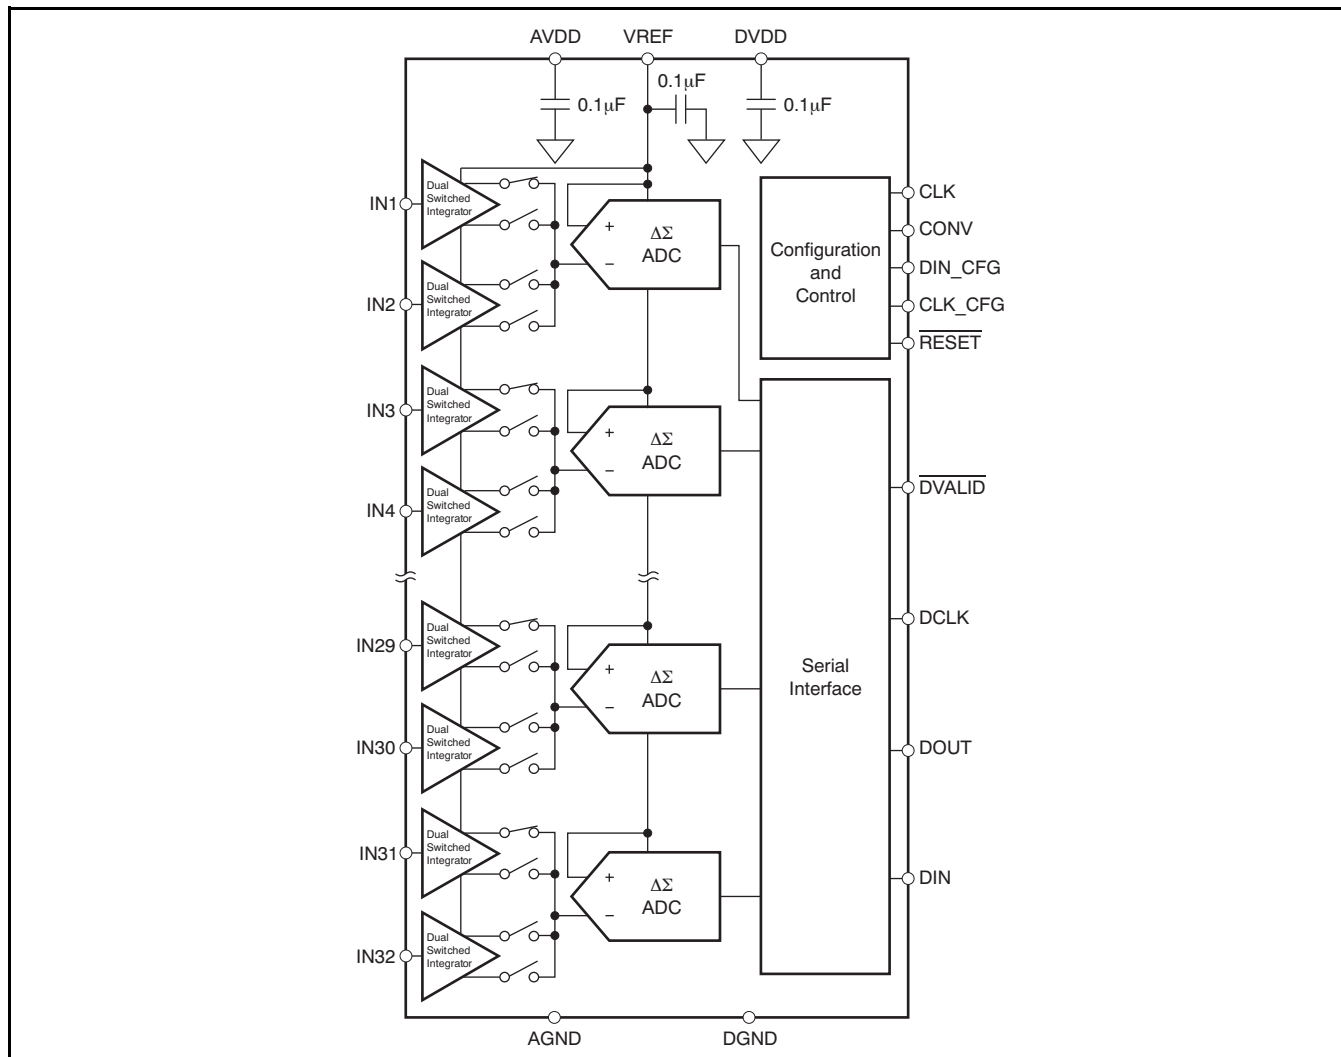 AVDD VREF DVDD
0.1µF
0.1µF 0.1µF
Dual
Switched
Integrator
IN1
Dual
Switched
Integrator
IN2
+
−
ΔΣ
ADC
Configuration
and
Control
CLK
CONV
DIN_CFG
CLK_CFG
RESET
Dual
Switched
Integrator
IN3
Dual
Switched
Integrator
IN4
+
−
ΔΣ
ADC
Dual
Switched
Integrator
IN29
Dual
Switched
Integrator
IN30
+
−
ΔΣ
ADC
Dual
Switched
Integrator
IN31
Dual
Switched
Integrator
IN32
+
−
ΔΣ
ADC
Serial
Interface
DVALID
DCLK
DOUT
DIN
AGND DGND